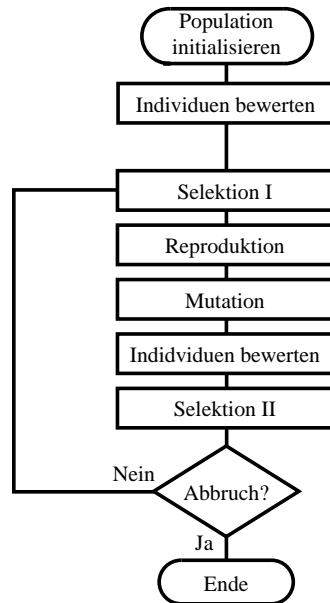 Population
initialisieren
Individuen bewerten
Selektion I
Reproduktion
Mutation
Indidviduen bewerten
Selektion II
Nein
Abbruch?
Ja
Ende